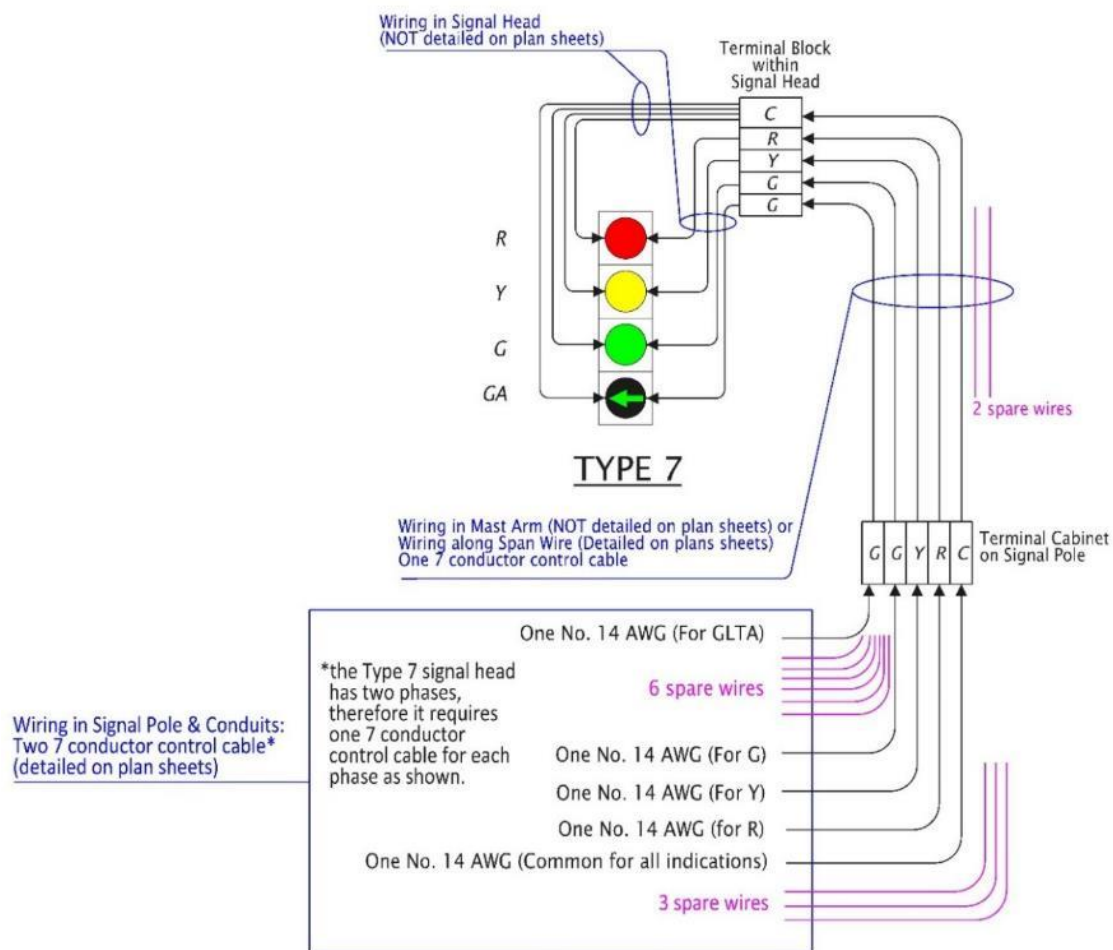 Wiring in Signal Head
(NOT detailed on plan sheets)
Terminal Block
within
Signal Head
C
R
Y
G
G
R
Y
G
GA
2 spare wires
TYPE 7
Wiring in Mast Arm (NOT detailed on plan sheets) or
Wiring along Span Wire (Detailed on plans sheets)
One 7 conductor control cable
G G Y R C
Terminal Cabinet
on Signal Pole
One No. 14 AWG (For GLTA)
*the Type 7 signal head
has two phases,
therefore it requires
one 7 conductor
control cable for each
phase as shown.
6 spare wires
Wiring in Signal Pole & Conduits:
Two 7 conductor control cable*
(detailed on plan sheets)
One No. 14 AWG (For G)
One No. 14 AWG (For Y)
One No. 14 AWG (for R)
One No. 14 AWG (Common for all indications)
3 spare wires